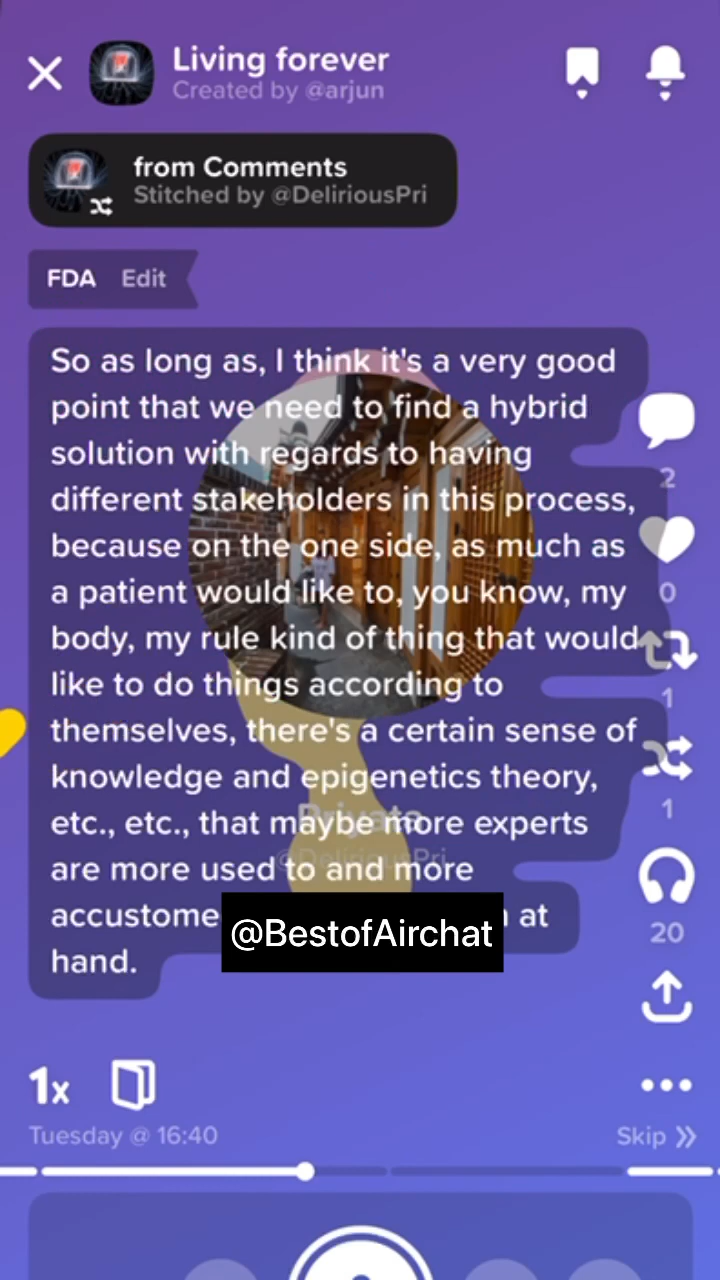 Living forever
Created by @arjun
from Comments
Stitched by @DeliriousPri
FDA Edit
So as long as, I think it's a very good
point that we need to find a hybrid
solution with regards to having
different stakeholders in this process,
because on the one side, as much as
a patient would like to, you know, my
body, my rule kind of thing that would
like to do things according to
themselves, there's a certain sense of
knowledge and epigenetics theory,
etc., etc., that maybe more experts
are more used to and more
accustome at
hand.
@BestofAirchat
@DeliriousPri
2
0
1
1
20
1x
Tuesday @ 16:40
Skip